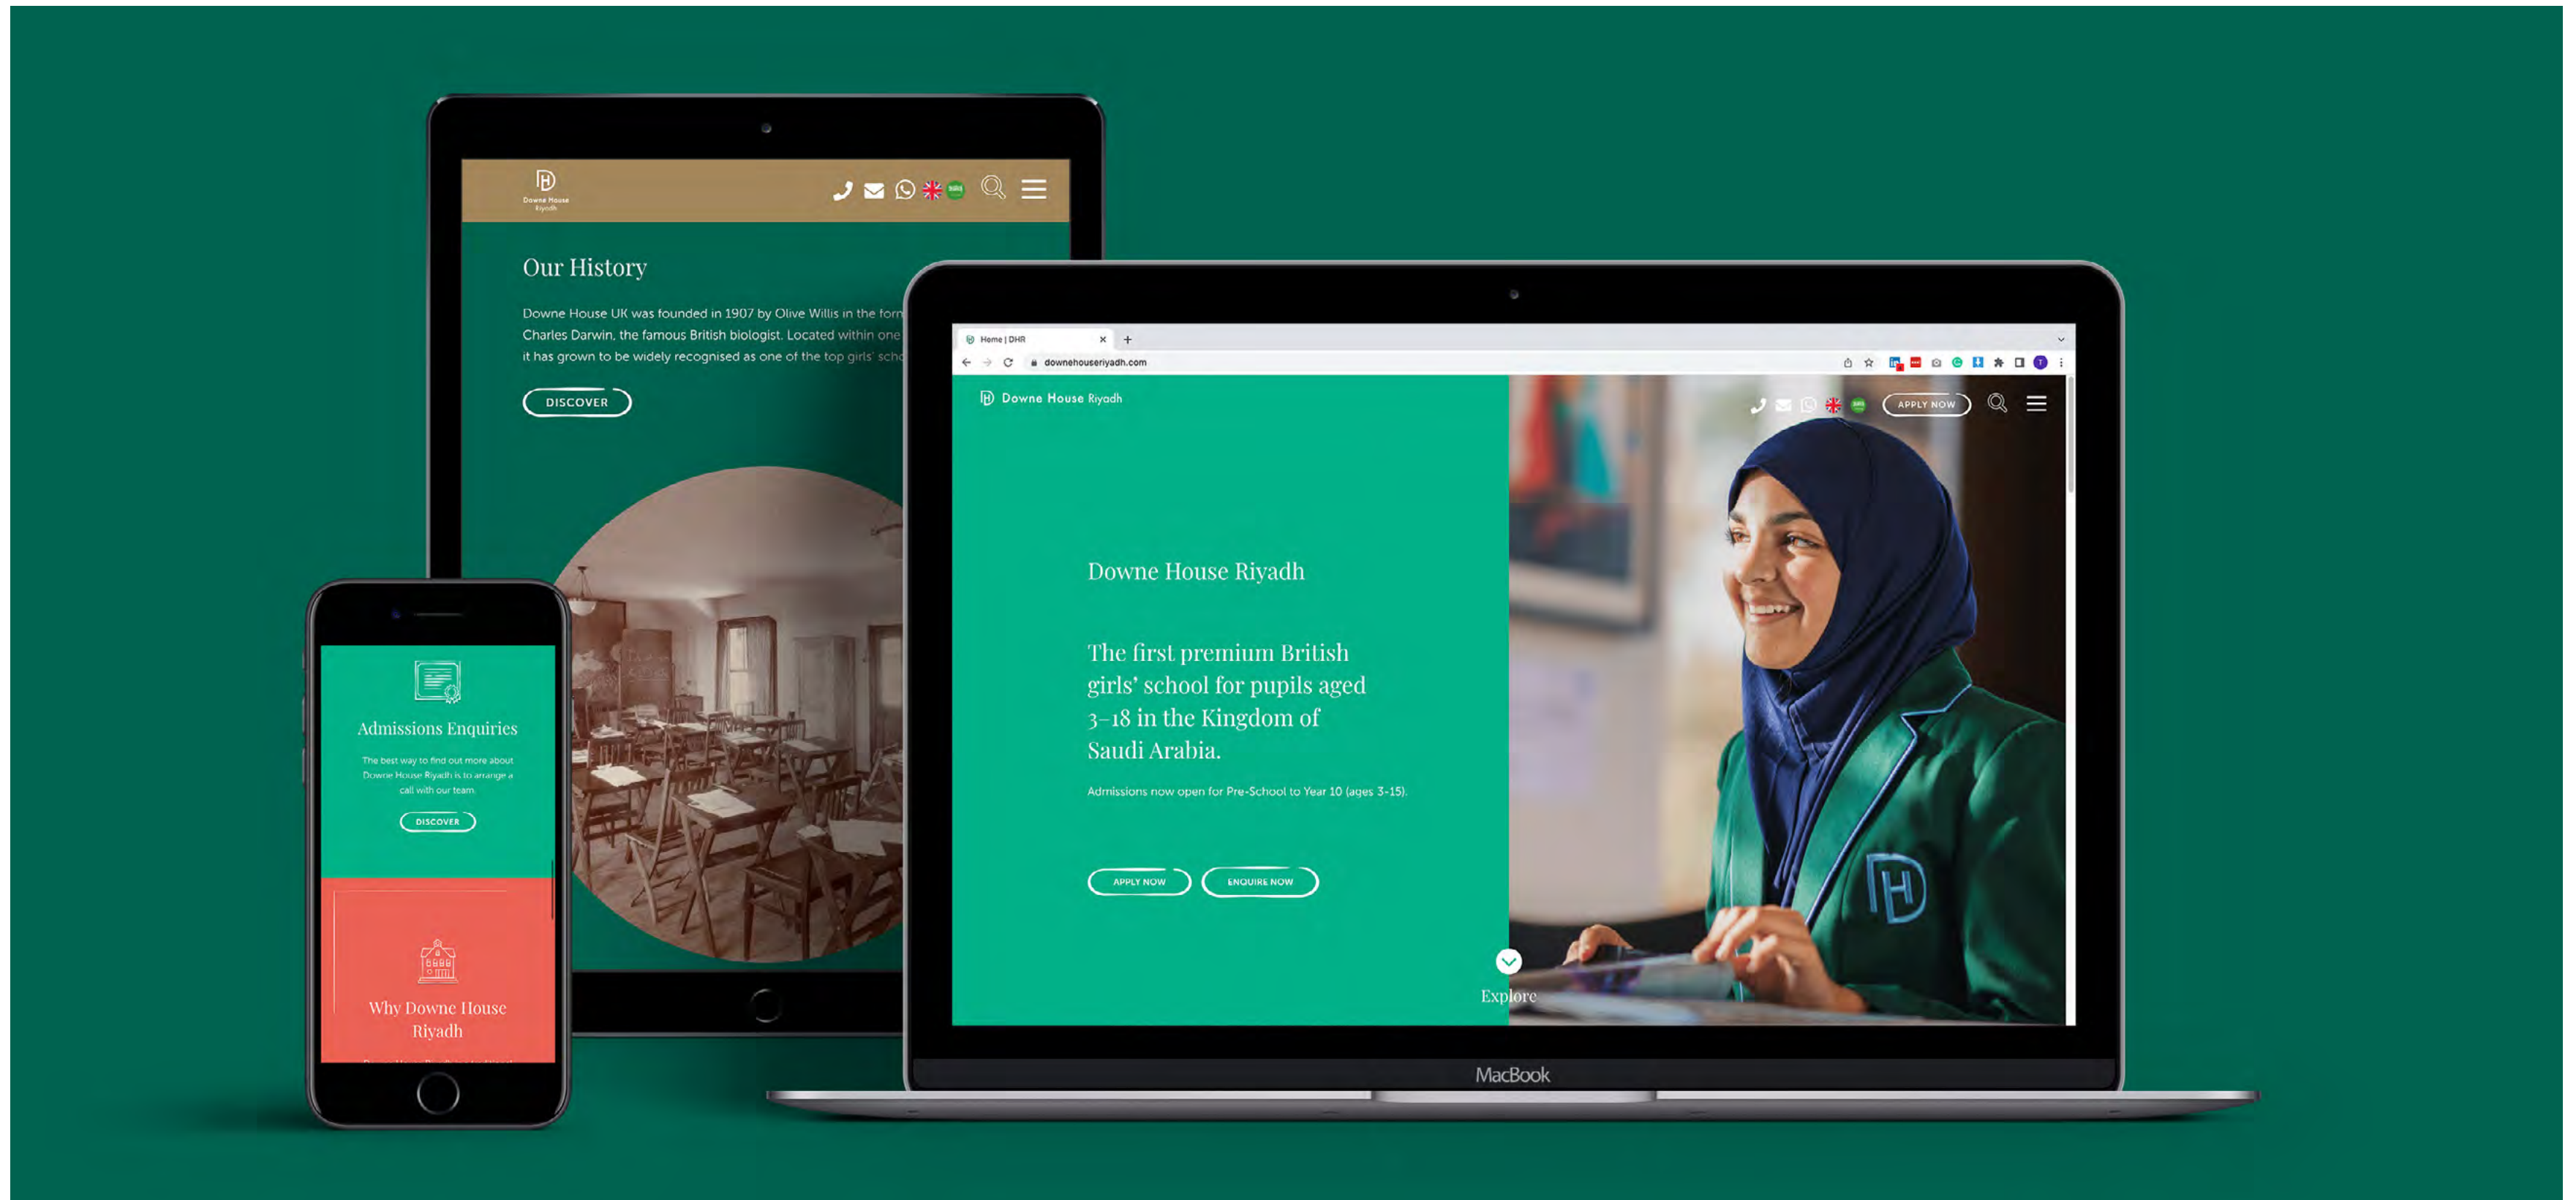 Downe House
Riyadh
Our History
Downe House UK was founded in 1907 by Olive Willis in the
Charles Darwin, the famous British biologist. Located within one
it has grown to be widely recognised as one of the top girls'
DISCOVER
Admissions Enquiries
The best way to find out more about
Downe House Riyadh is to arrange a
call with our team.
DISCOVER
Why Downe House
Riyadh
Home | DHR
downehouseriyadh.com
DH Downe House Riyadh
APPLY NOW
Downe House Riyadh
The first premium British
girls' school for pupils aged
3–18 in the Kingdom of
Saudi Arabia.
Admissions now open for Pre-School to Year 10 (ages 3-15).
APPLY NOW
ENQUIRE NOW
Explore
DH
MacBook